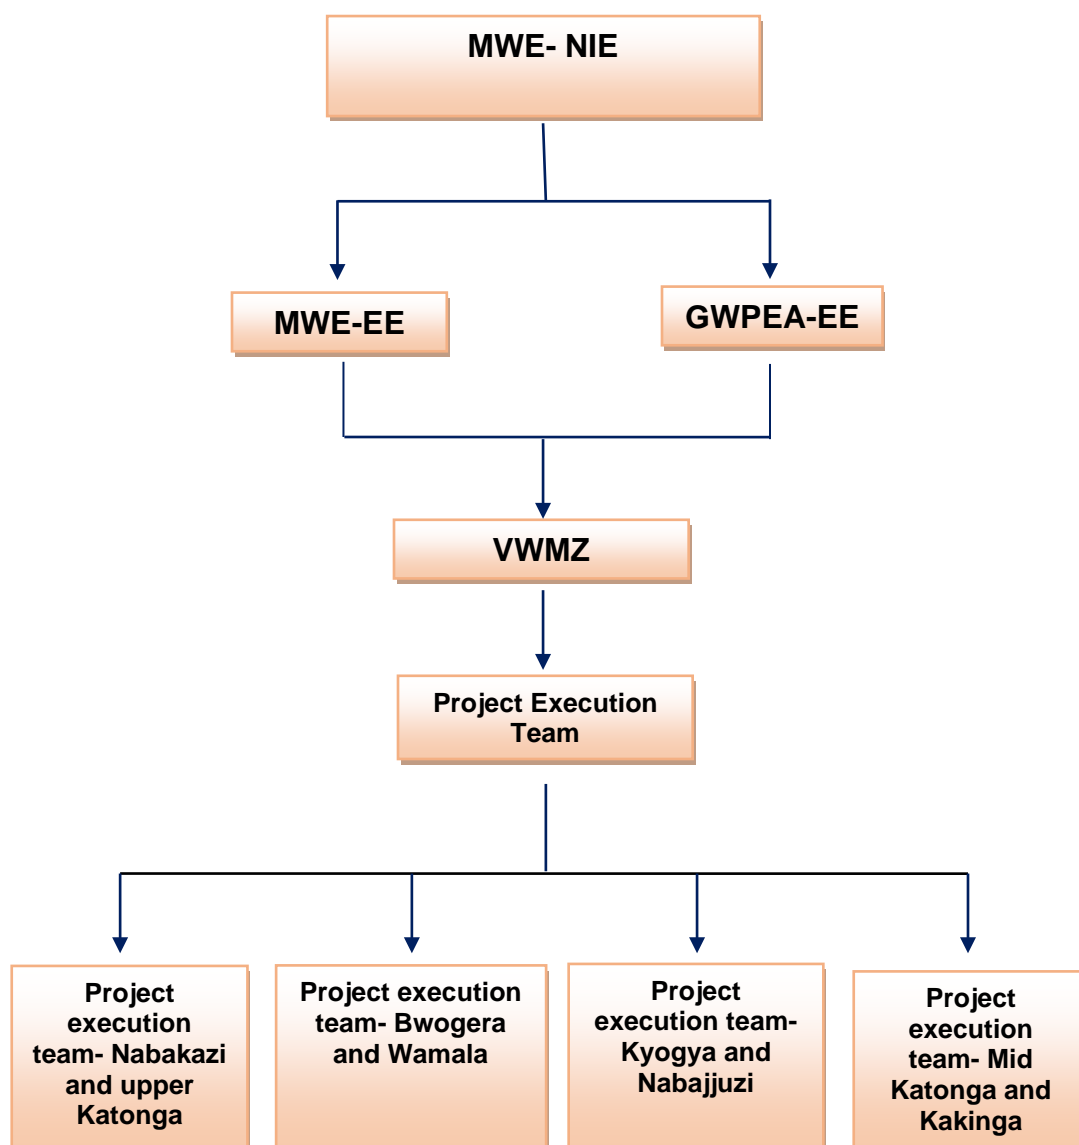 MWE- NIE
MWE-EE
GWPEA-EE
VWMZ
Project Execution
Team
Project
execution
team- Nabakazi
and upper
Katonga
Project execution
team- Bwogera
and Wamala
Project
execution team-
Kyogya and
Nabajjuzi
Project
execution
team- Mid
Katonga and
Kakinga